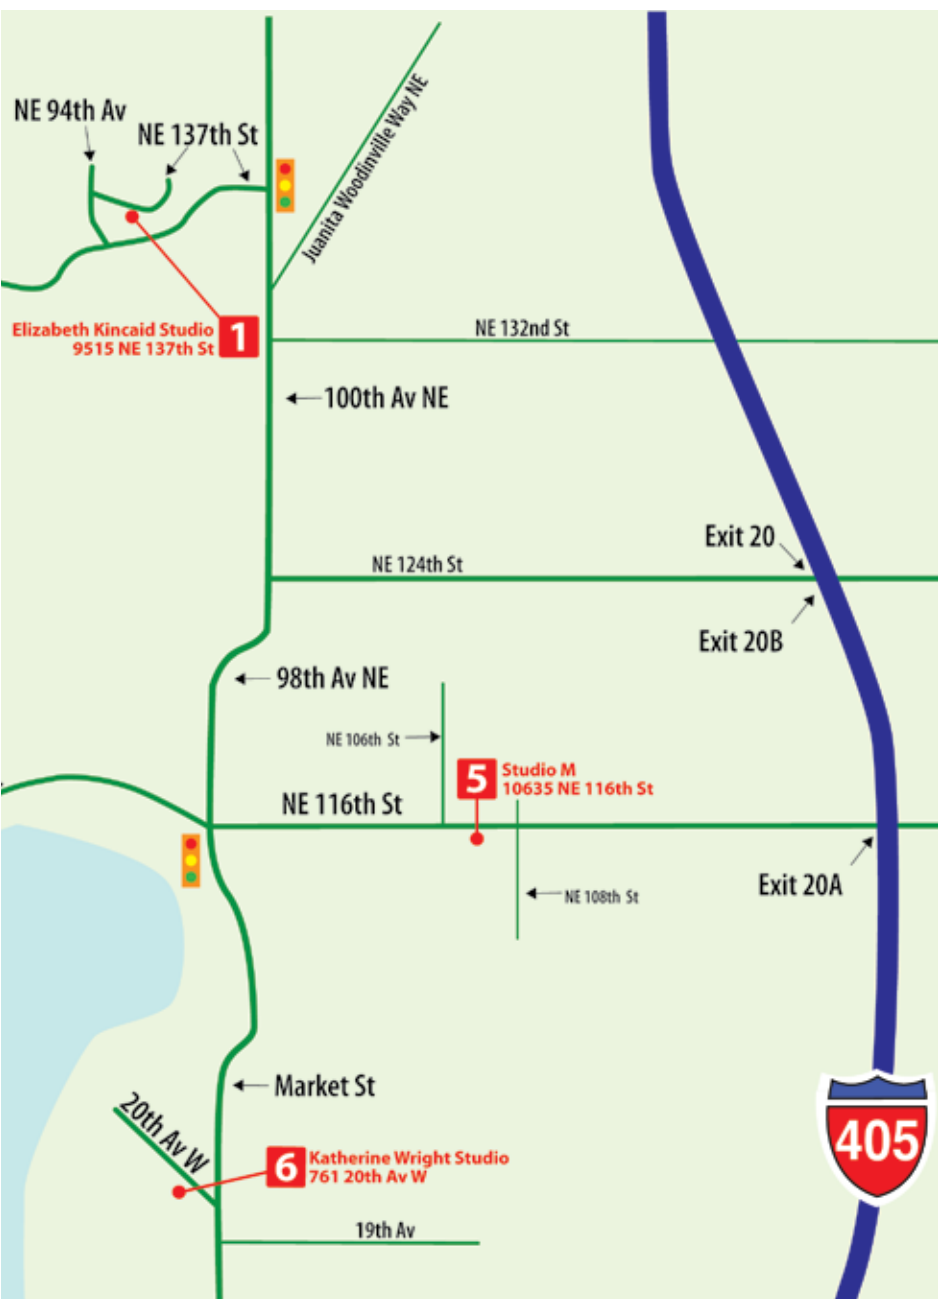 NE 94th Av
NE 137th St
Juanita Woodinville Way NE
Elizabeth Kincaid Studio
9515 NE 137th St
1
NE 132nd St
100th Av NE
Exit 20
NE 124th St
Exit 20B
98th Av NE
NE 106th St
5
Studio M
10635 NE 116th St
NE 116th St
Exit 20A
NE 108th St
Market St
20th Av W
405
6
Katherine Wright Studio
761 20th Av W
19th Av